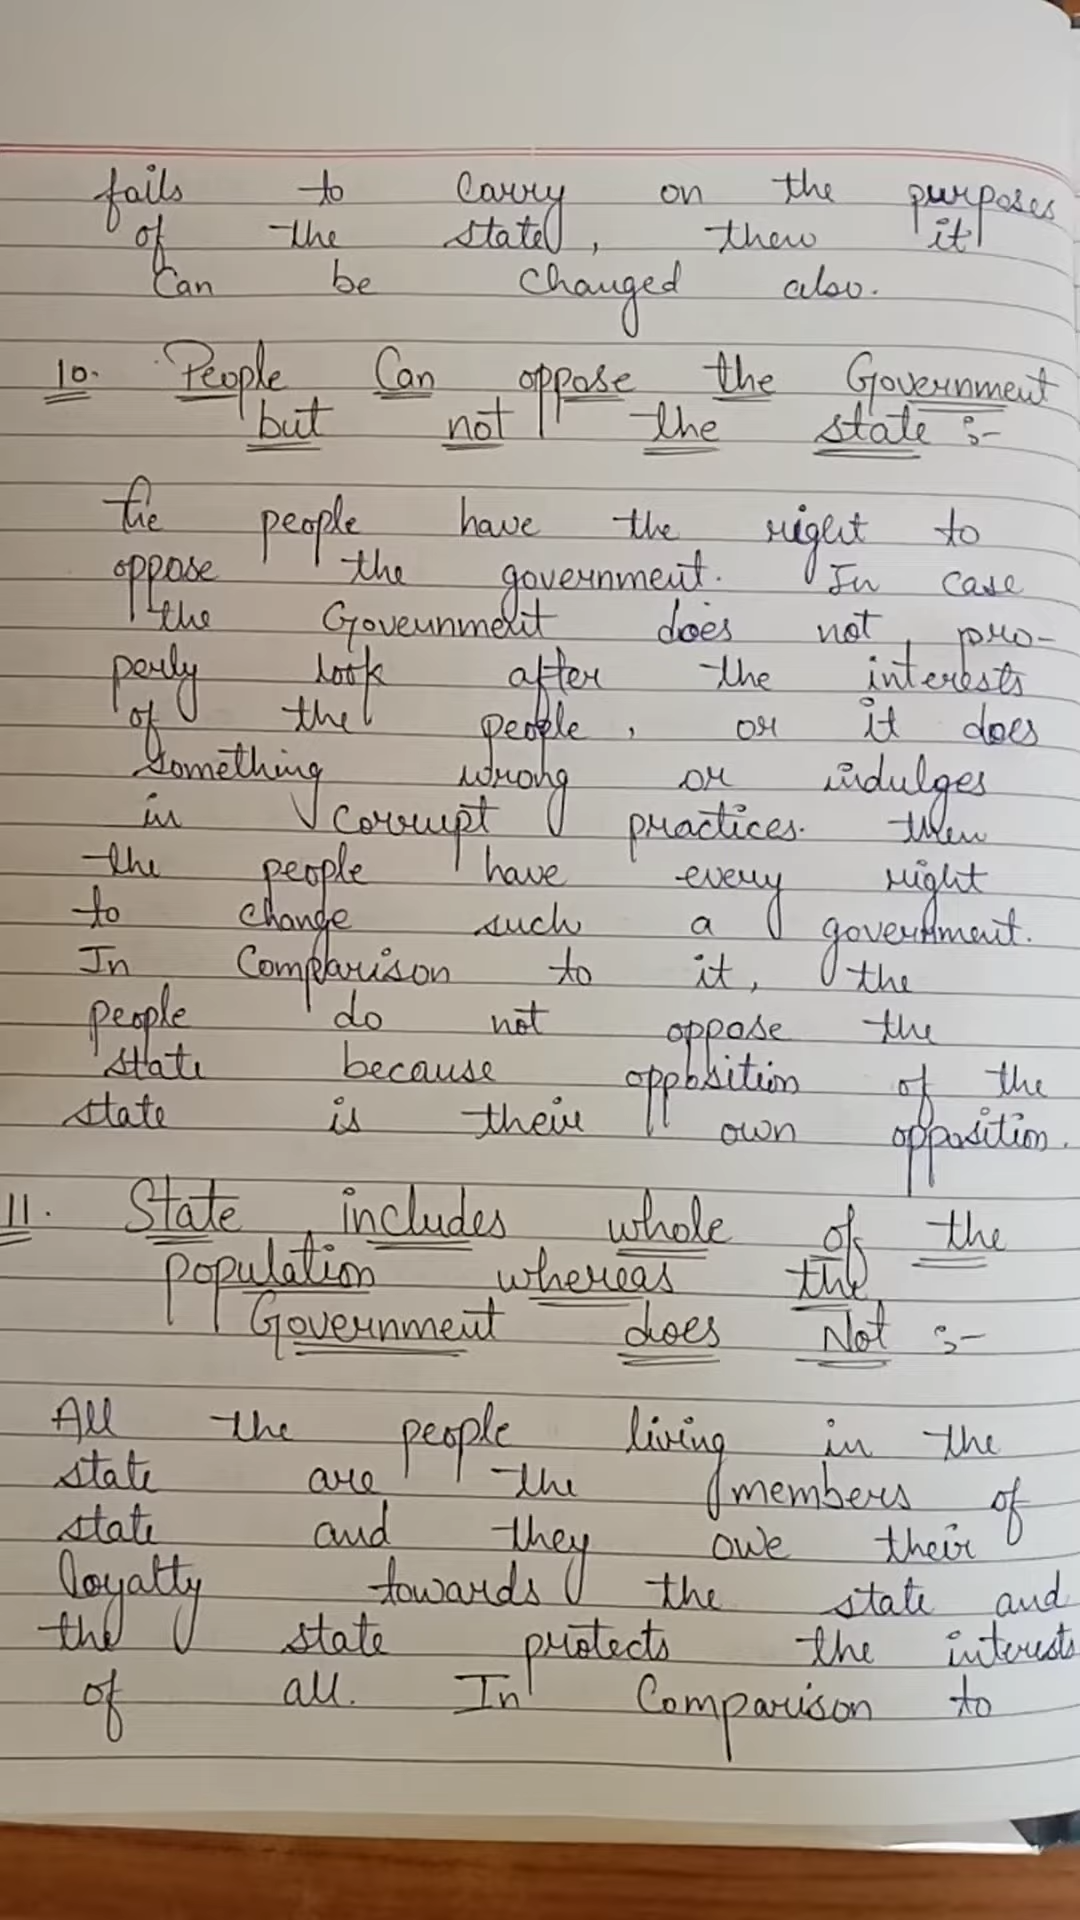 fails to carry on the purposes
of the state, then it
Can be changed also.
10. People Can oppose the Government
but not the state :-
The people have the right to
oppose the government. In case
the Government does not pro-
perly look after the interests
of the people, or it does
something wrong or indulges
in corrupt practices. then
the people have every right
to change such a government.
In Comparison to it, the
people do not oppose the
state because opposition of the
state is their own opposition.
11. State includes whole of the
population whereas the
Government does Not :-
All the people living in the
state are the members of
state and they owe their
loyalty towards the state and
the state protects the interests
of all. In Comparison to